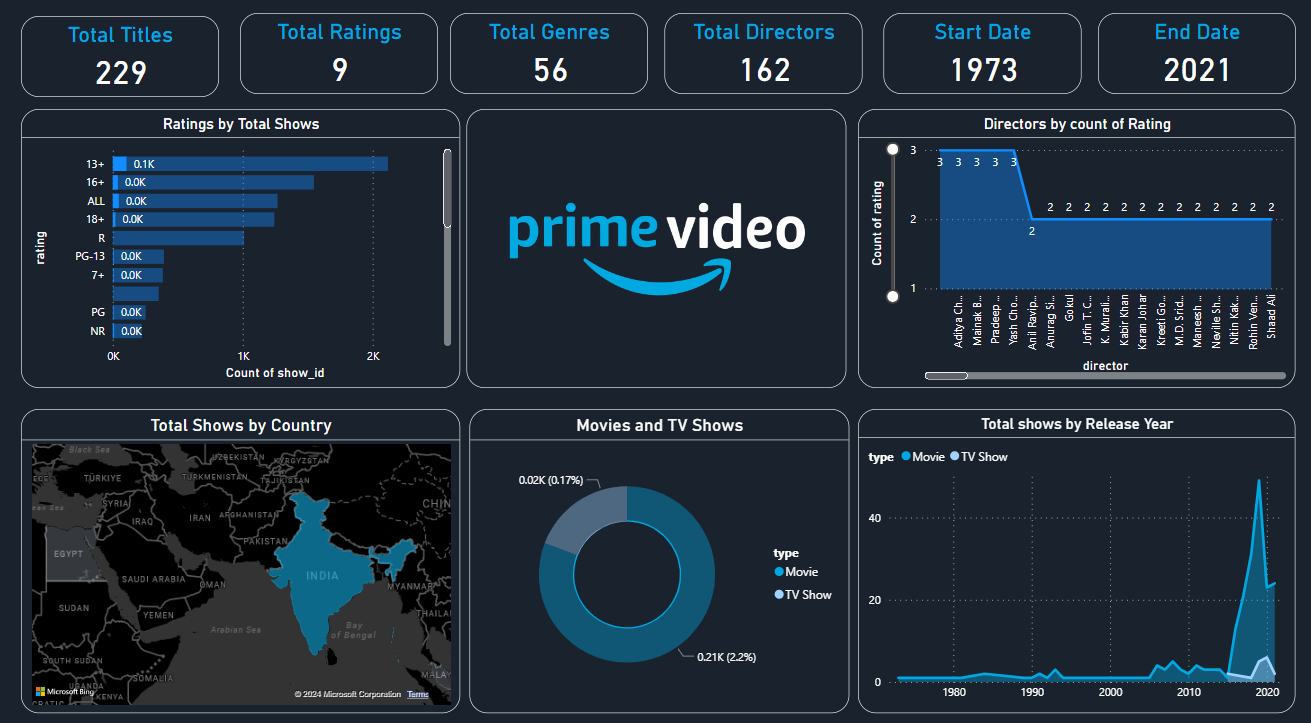 Total Titles
229
Total Ratings
9
Total Genres
56
Total Directors
162
Start Date
1973
End Date
2021
Ratings by Total Shows
rating
13+ 0.1K
16+ 0.0K
ALL 0.0K
18+ 0.0K
R
PG-13 0.0K
7+ 0.0K
PG 0.0K
NR 0.0K
0K 1K 2K
Count of show_id
prime video
Directors by count of Rating
Count of rating
3
2
1
3 3 3 3 3
2 2 2 2 2 2 2 2 2 2 2 2 2
2
Aditya Ch...
Mainak B...
Pradeep ...
Yash Cho...
Anil Ravip...
Anurag Si...
Gokul
Jofin T. C...
K. Murali...
Kabir Khan
Karan Johar
Kreeti Go...
M.D. Srid...
Maneesh ...
Neville Sh...
Nitin Kak...
Rohin Ven...
Shaad Ali
director
Total Shows by Country
Black Sea
UZBEKISTAN
KYRGYZSTAN
TÜRKIYE
TURKMENISTAN
TAJIKISTAN
SYRIA
IRAQ
IRAN
AFGHANISTAN
CHIN
PAKISTAN
EGYPT
INDIA
SAUDI ARABIA
OMAN
MYANMAR
SUDAN
YEMEN
THAILAN
Arabian Sea
Bay
of Bengal
SOUTH SUDAN
SOMALIA
MALAY
UGANDA
KENYA
CRATIC
Microsoft Bing
© 2024 Microsoft Corporation Terms
Movies and TV Shows
0.02K (0.17%)
0.21K (2.2%)
type
Movie
TV Show
Total shows by Release Year
type Movie TV Show
40
20
0
1980 1990 2000 2010 2020